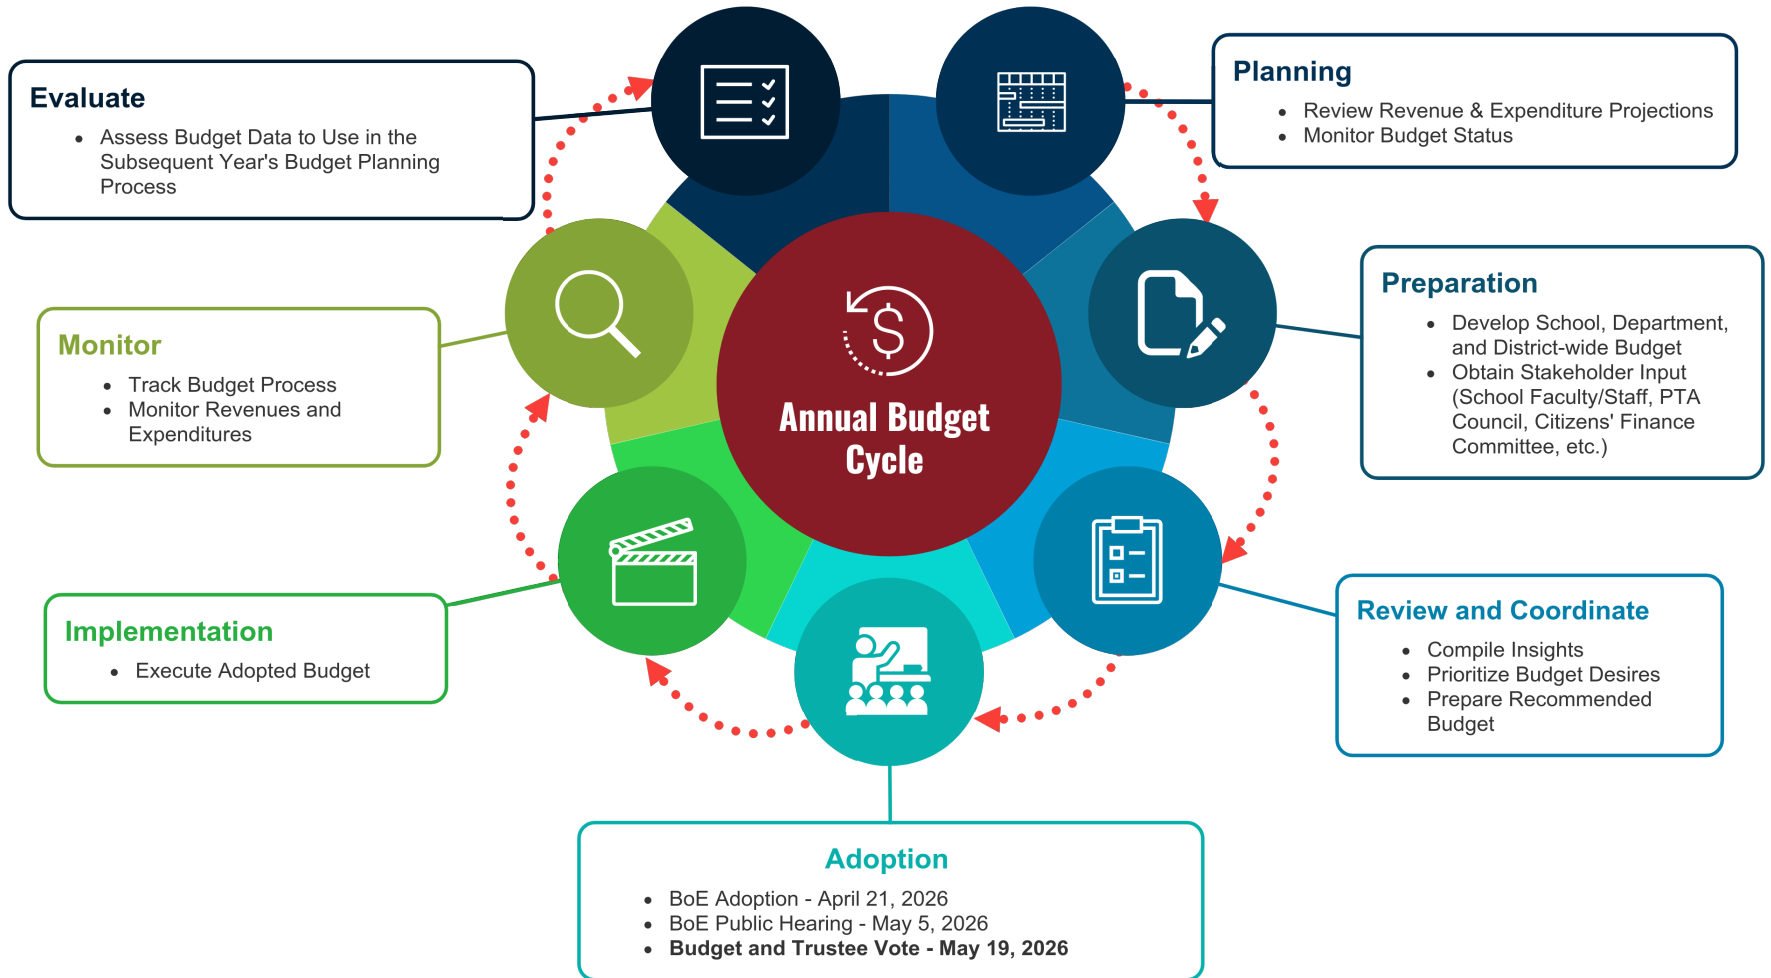 Evaluate
• Assess Budget Data to Use in the
Subsequent Year's Budget Planning
Process
Planning
• Review Revenue & Expenditure Projections
• Monitor Budget Status
Monitor
• Track Budget Process
• Monitor Revenues and
Expenditures
Annual Budget
Cycle
Preparation
• Develop School, Department,
and District-wide Budget
• Obtain Stakeholder Input
(School Faculty/Staff, PTA
Council, Citizens' Finance
Committee, etc.)
Implementation
• Execute Adopted Budget
Review and Coordinate
• Compile Insights
• Prioritize Budget Desires
• Prepare Recommended
Budget
Adoption
• BoE Adoption - April 21, 2026
• BoE Public Hearing - May 5, 2026
• Budget and Trustee Vote - May 19, 2026